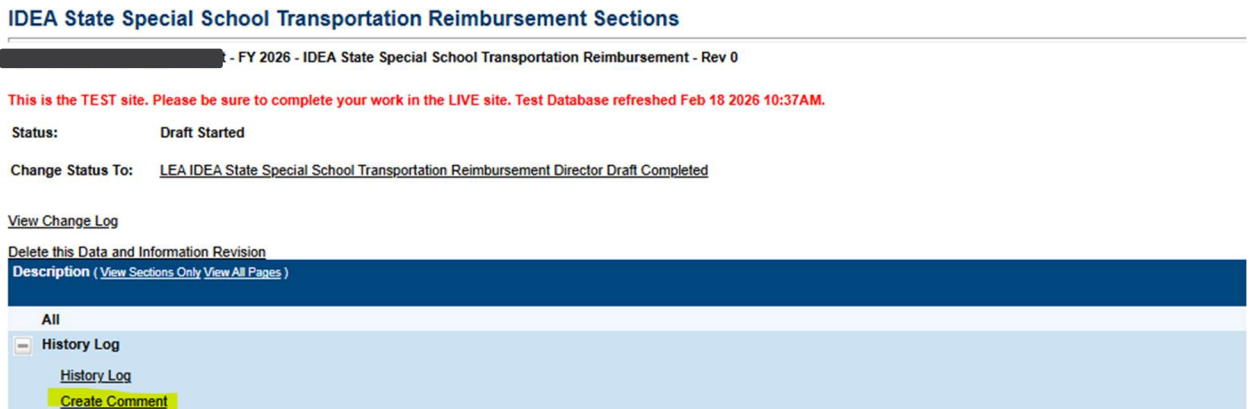 IDEA State Special School Transportation Reimbursement Sections
- FY 2026 - IDEA State Special School Transportation Reimbursement - Rev 0
This is the TEST site. Please be sure to complete your work in the LIVE site. Test Database refreshed Feb 18 2026 10:37AM.
Status: Draft Started
Change Status To: LEA IDEA State Special School Transportation Reimbursement Director Draft Completed
View Change Log
Delete this Data and Information Revision
Description ( View Sections Only View All Pages )
All
History Log
History Log
Create Comment